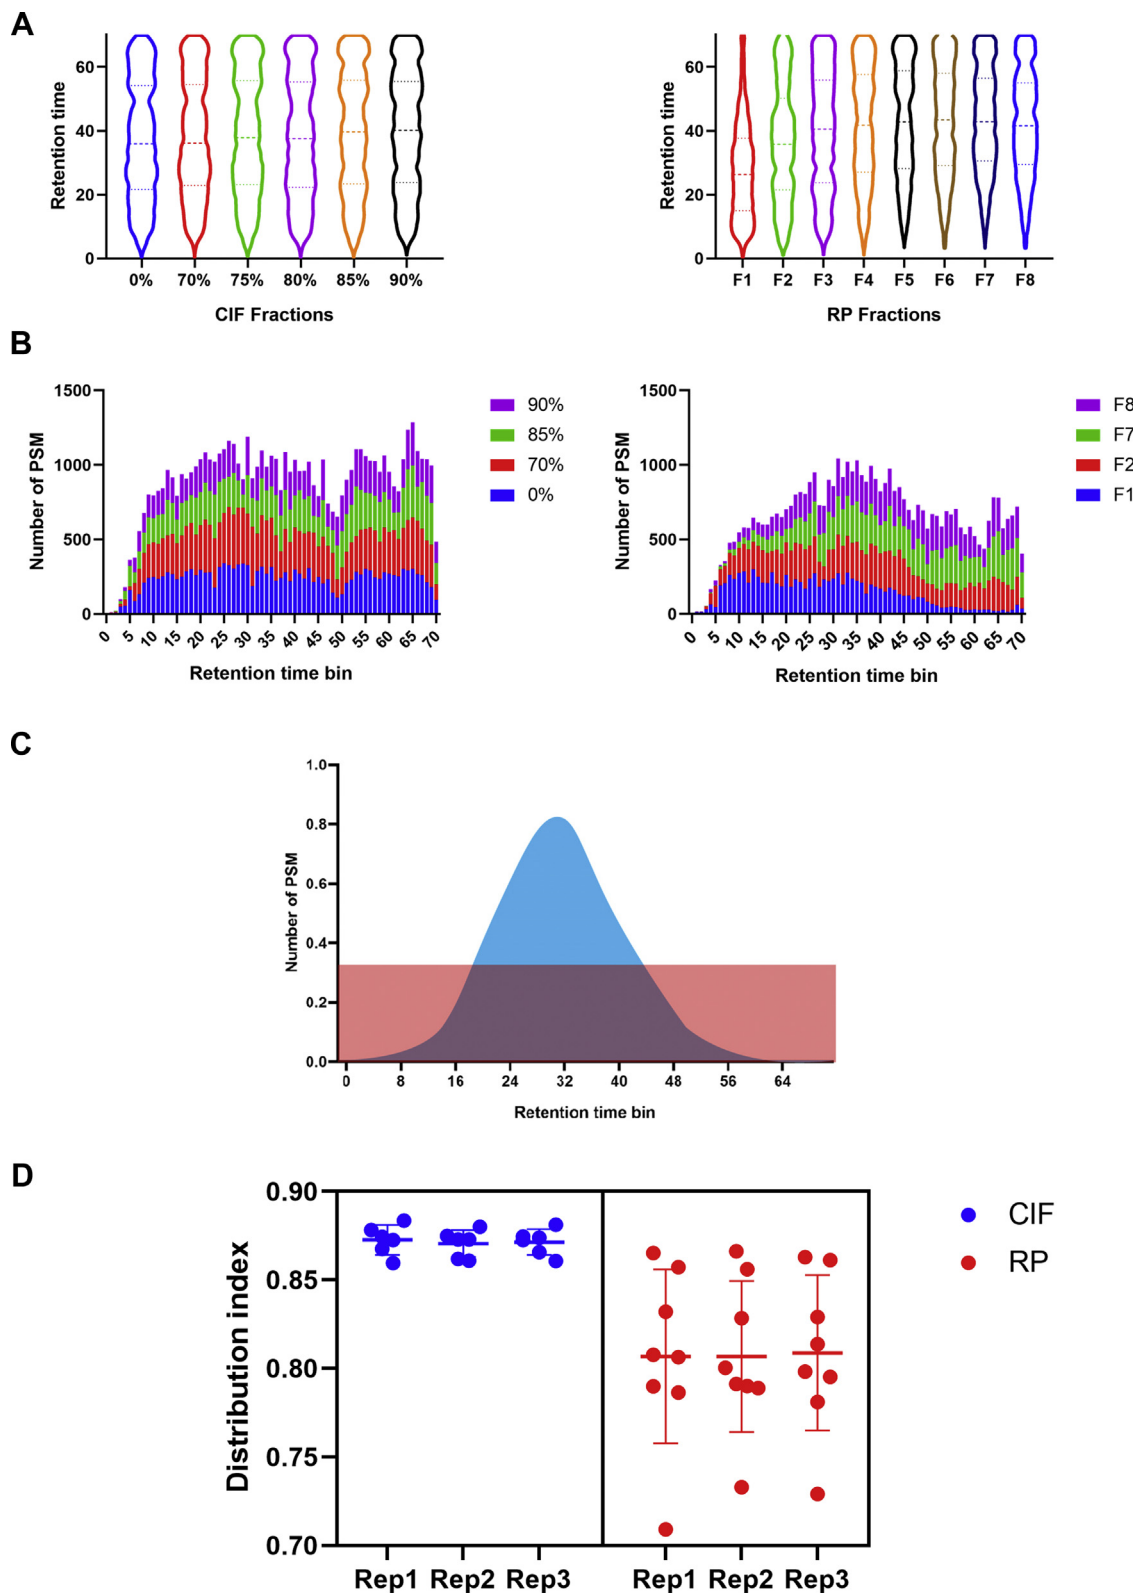 A
Retention time
60
40
20
0
0% 70% 75% 80% 85% 90%
CIF Fractions
Retention time
60
40
20
0
F1 F2 F3 F4 F5 F6 F7 F8
RP Fractions
B
Number of PSM
1500
1000
500
0
0 5 10 15 20 25 30 35 40 45 50 55 60 65 70
Retention time bin
90%
85%
70%
0%
Number of PSM
1500
1000
500
0
0 5 10 15 20 25 30 35 40 45 50 55 60 65 70
Retention time bin
F8
F7
F2
F1
C
Number of PSM
1.0
0.8
0.6
0.4
0.2
0.0
0 8 16 24 32 40 48 56 64
Retention time bin
D
Distribution index
0.90
0.85
0.80
0.75
0.70
Rep1 Rep2 Rep3 Rep1 Rep2 Rep3
CIF
RP